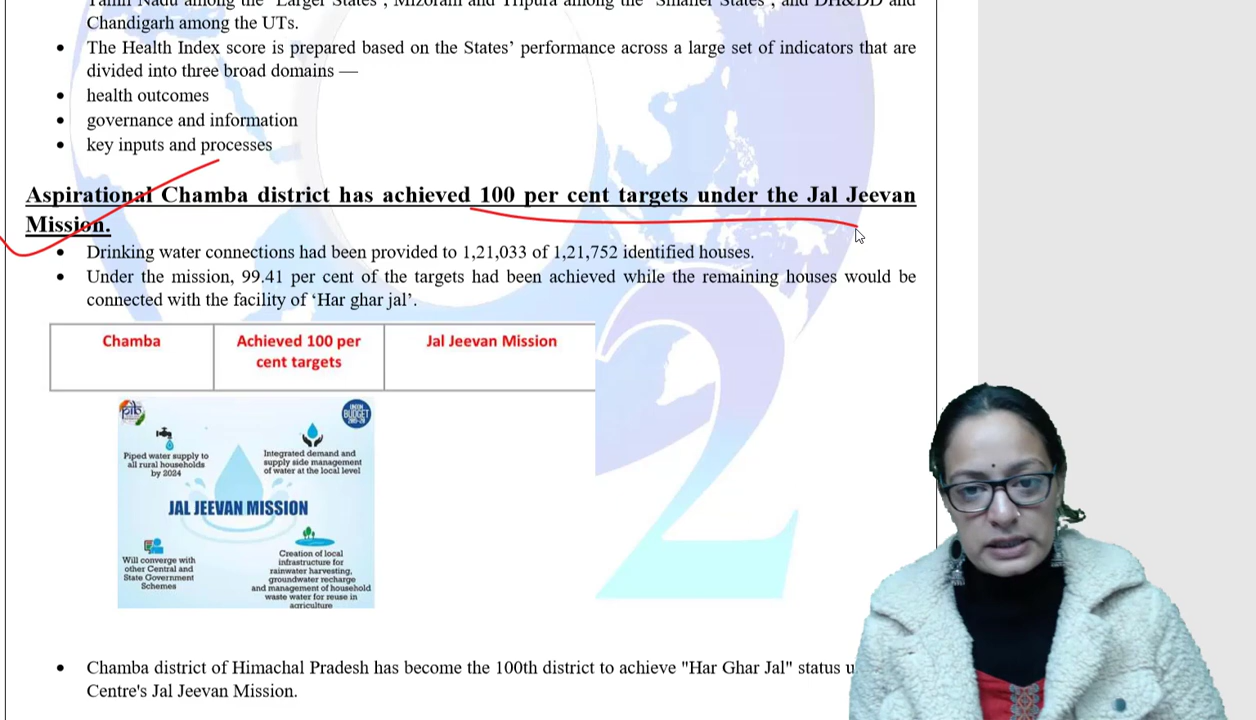 Tamil Nadu among the 'Larger States', Mizoram and Tripura among the 'Smaller States', and DH&DD and
Chandigarh among the UTs.
• The Health Index score is prepared based on the States' performance across a large set of indicators that are
divided into three broad domains —
• health outcomes
• governance and information
• key inputs and processes
Aspirational Chamba district has achieved 100 per cent targets under the Jal Jeevan
Mission.
• Drinking water connections had been provided to 1,21,033 of 1,21,752 identified houses.
• Under the mission, 99.41 per cent of the targets had been achieved while the remaining houses would be
connected with the facility of 'Har ghar jal'.
Chamba
Achieved 100 per
cent targets
Jal Jeevan Mission
pib
UNION
BUDGET
Piped water supply to
all rural households
by 2024
Integrated demand and
supply side management
of water at the local level
JAL JEEVAN MISSION
Will converge with
other Central and
State Government
Schemes
Creation of local
infrastructure for
rainwater harvesting,
groundwater recharge
and management of household
waste water for reuse in
agriculture
2
• Chamba district of Himachal Pradesh has become the 100th district to achieve "Har Ghar Jal" status u
Centre's Jal Jeevan Mission.